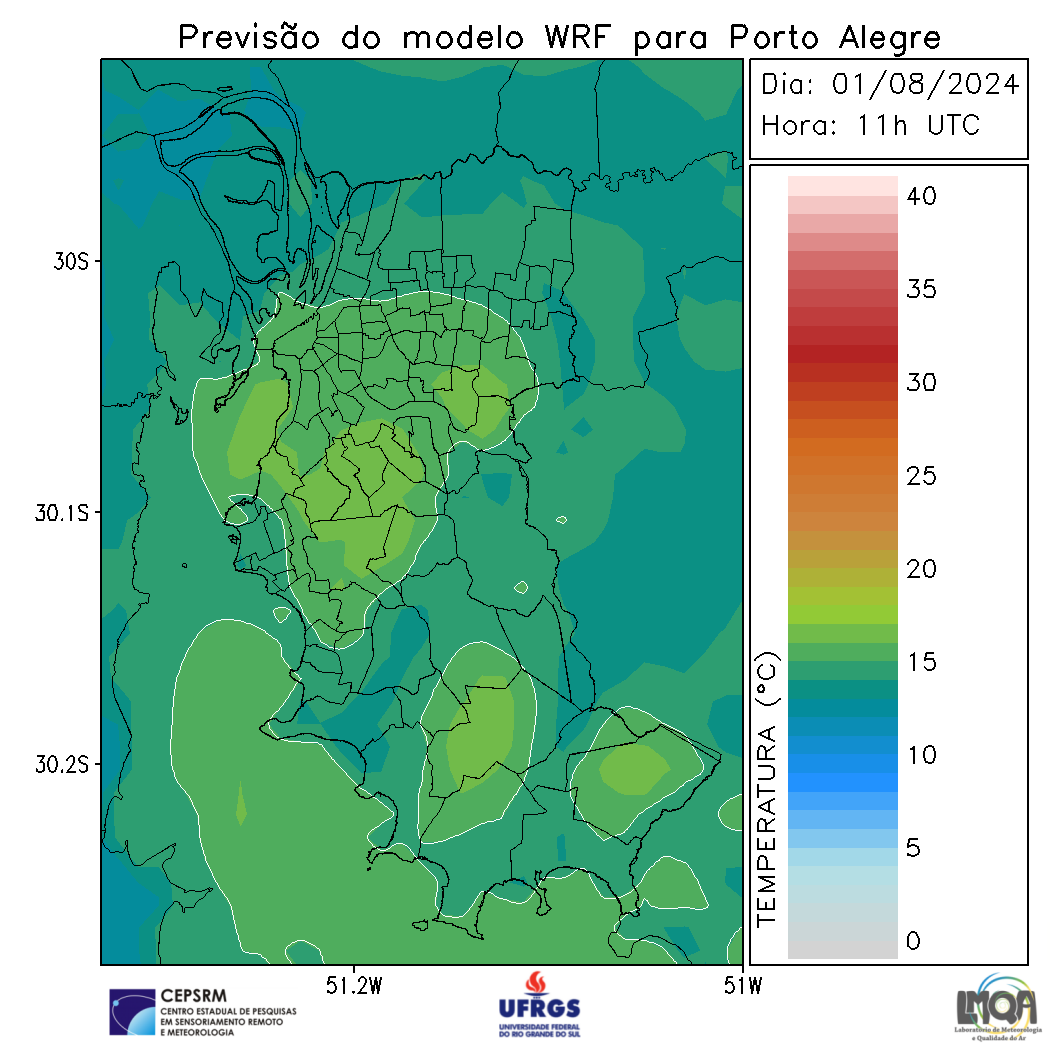 Previsão do modelo WRF para Porto Alegre
Dia: 01/08/2024
Hora: 11h UTC
40
35
30
25
20
15
10
5
0
TEMPERATURA (°C)
30S
30.1S
30.2S
51.2W
51W
CEPSRM
CENTRO ESTADUAL DE PESQUISAS
EM SENSORIAMENTO REMOTO
E METEOROLOGIA
UFRGS
UNIVERSIDADE FEDERAL
DO RIO GRANDE DO SUL
LMQA
Laboratório de Meteorologia
e Qualidade do Ar